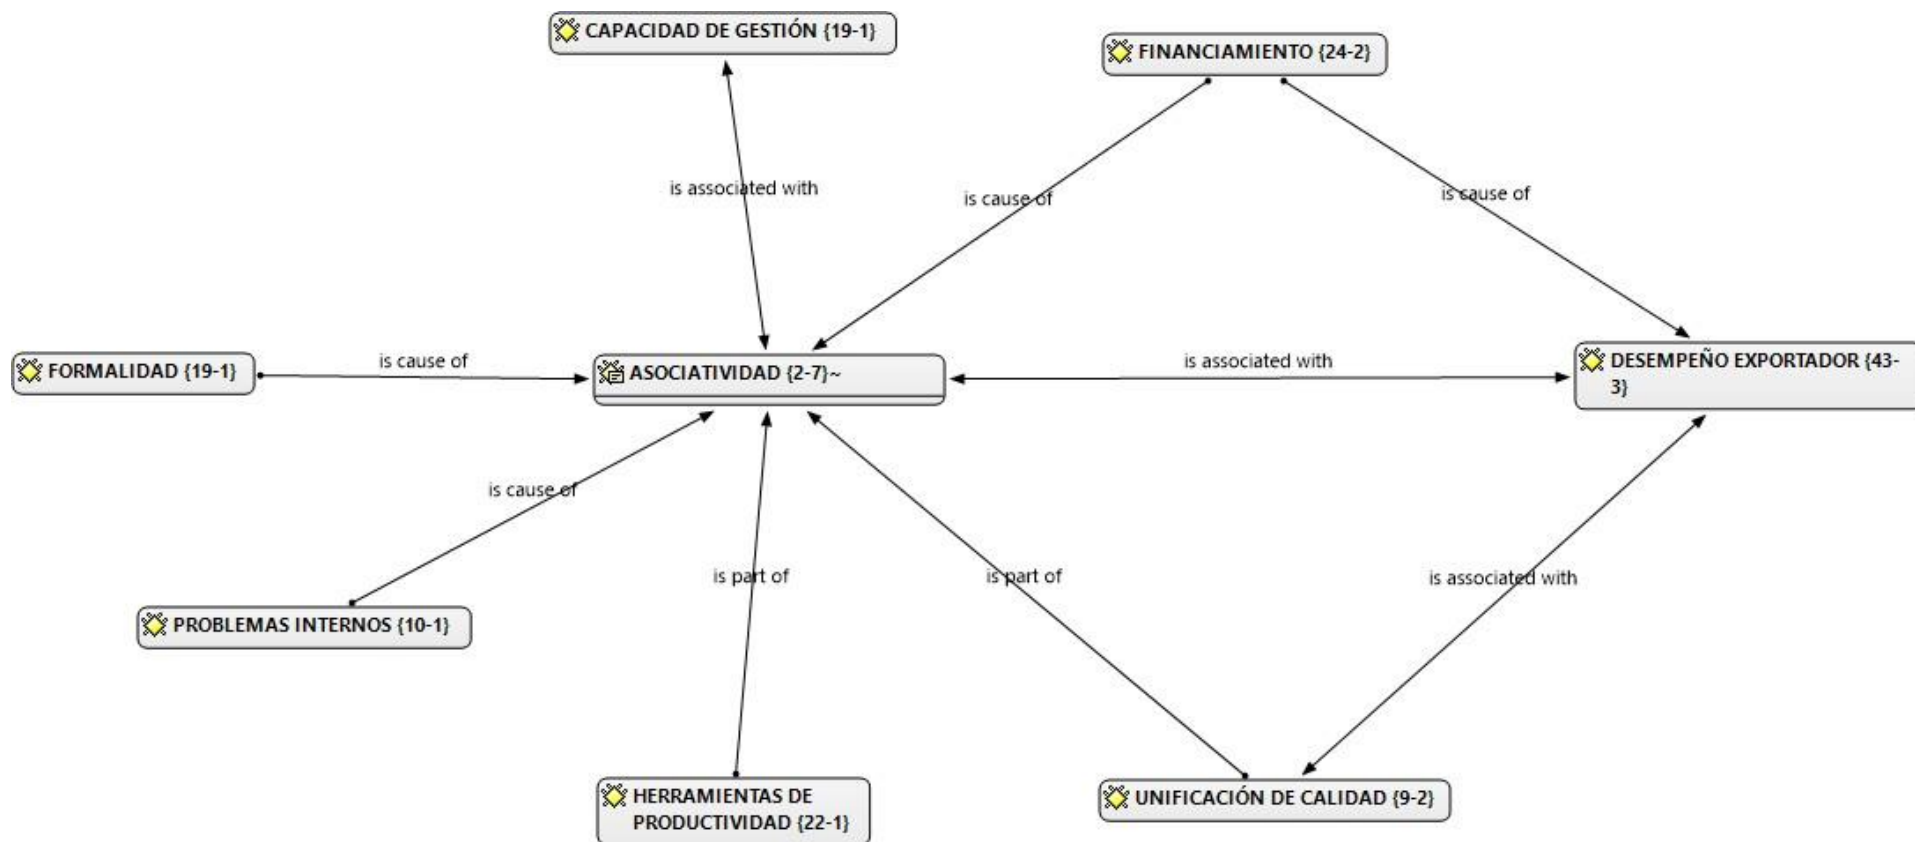 CAPACIDAD DE GESTIÓN {19-1}
FINANCIAMIENTO {24-2}
is associated with
is cause of
is cause of
FORMALIDAD {19-1}
is cause of
ASOCIATIVIDAD {2-7}~
is associated with
DESEMPEÑO EXPORTADOR {43-
3}
is cause of
is part of
is part of
is associated with
PROBLEMAS INTERNOS {10-1}
HERRAMIENTAS DE
PRODUCTIVIDAD {22-1}
UNIFICACIÓN DE CALIDAD {9-2}